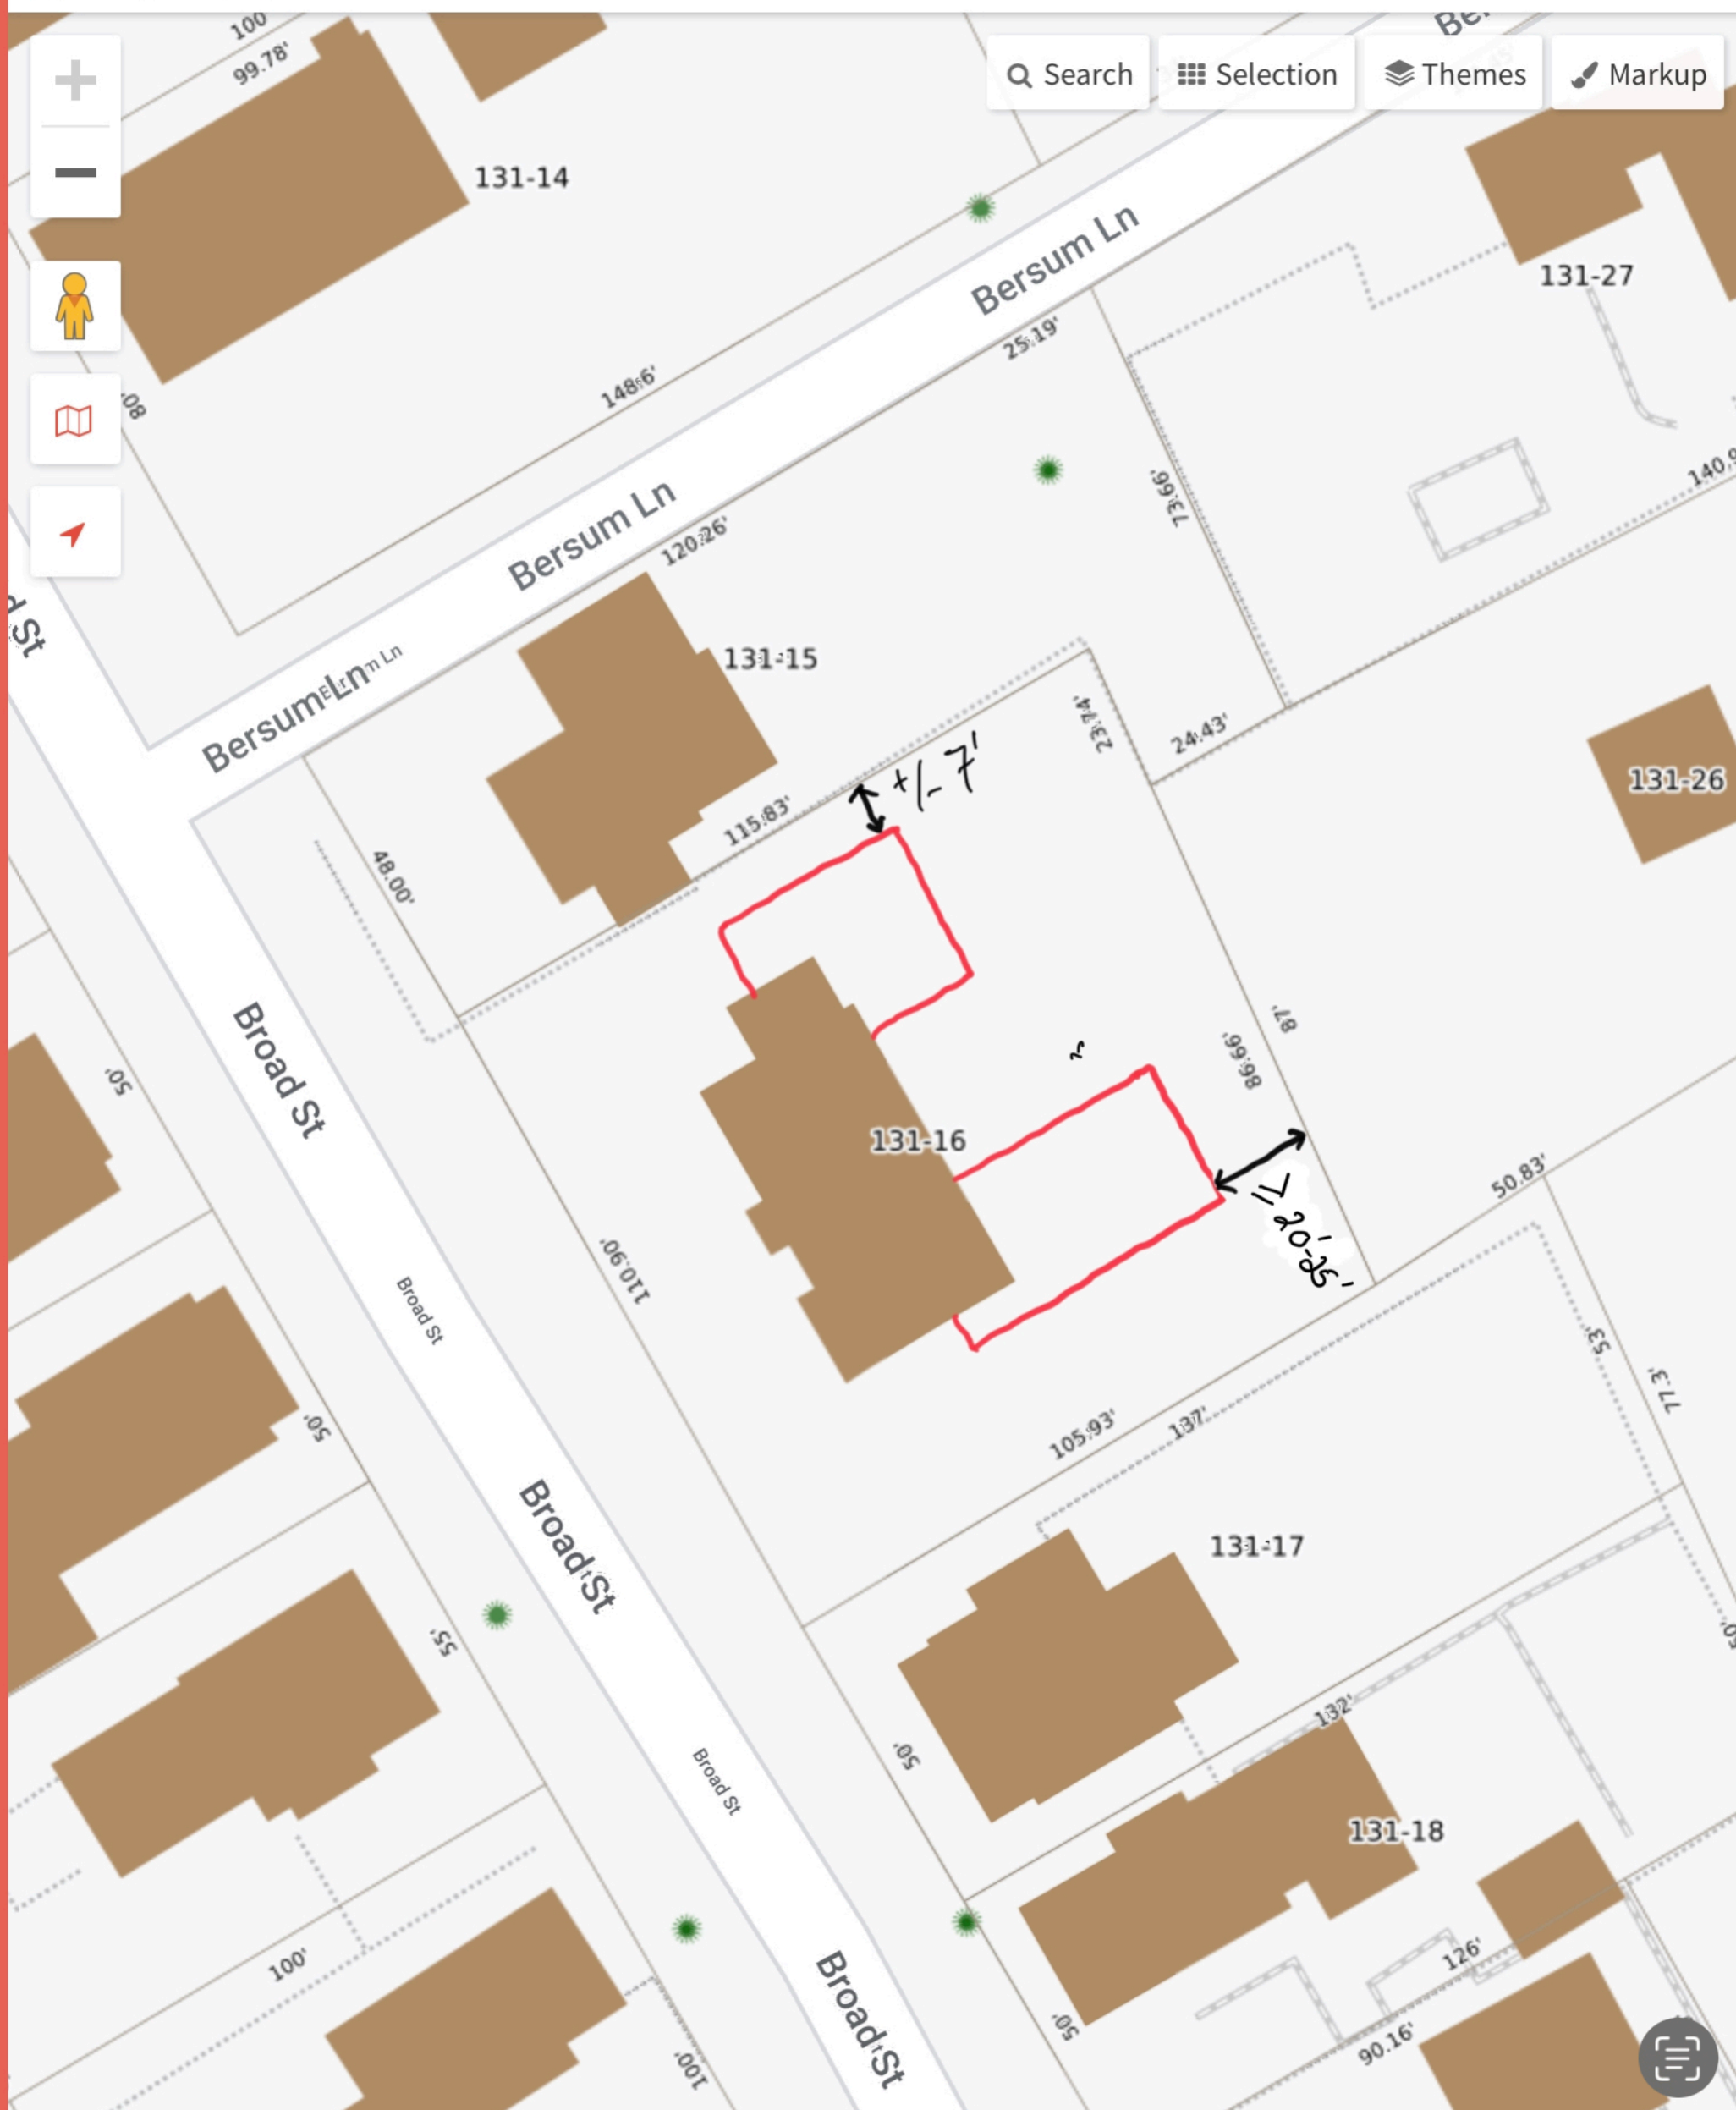 Be
100'
99.78'
Search
Selection
Themes
Markup
131-14
Bersum Ln
131-27
25.19'
148.6'
80'
140.9
73.66'
Bersum Ln
120.26'
d St
131-15
Bersum Ln
23.74'
24.43'
131-26
+/- 7'
115.83'
48.00'
Broad St
87'
86.66'
50'
131-16
50.83'
≥ 20'-25'
110.90'
Broad St
53'
77.3'
105.93'
137'
50'
Broad St
131-17
55'
50'
132'
Broad St
131-18
100'
126'
Broad St
50'
90.16'
100'